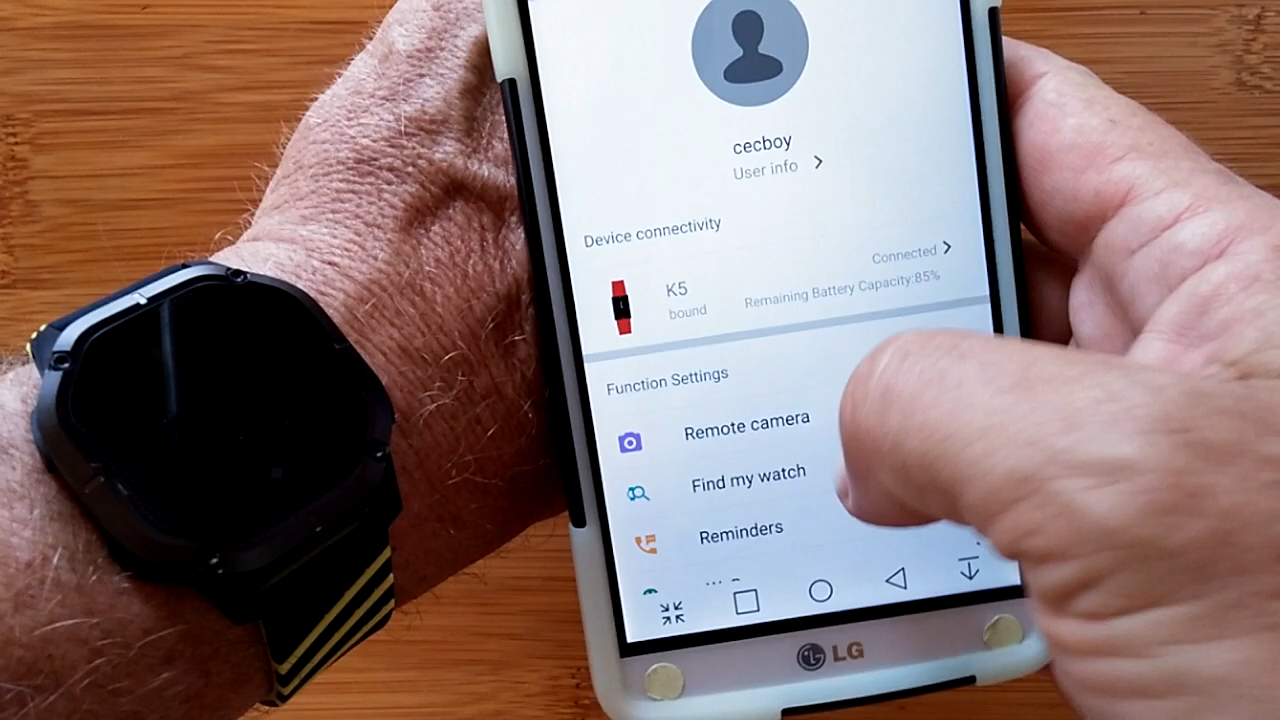 cecboy
User info
Device connectivity
K5
bound
Connected
Remaining Battery Capacity:85%
Function Settings
Remote camera
Find my watch
Reminders
LG